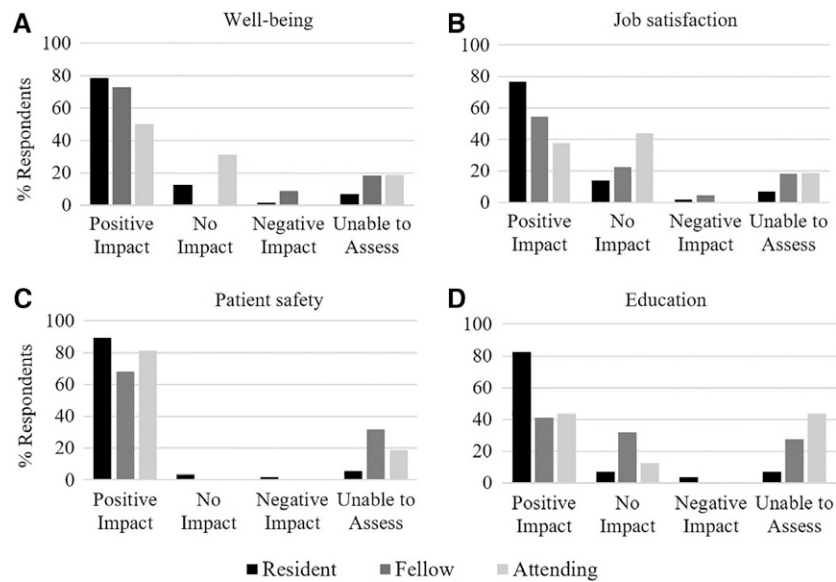 A
Well-being
% Respondents
100
80
60
40
20
0
Positive Impact
No Impact
Negative Impact
Unable to Assess
B
Job satisfaction
100
80
60
40
20
0
Positive Impact
No Impact
Negative Impact
Unable to Assess
C
Patient safety
% Respondents
100
80
60
40
20
0
Positive Impact
No Impact
Negative Impact
Unable to Assess
D
Education
100
80
60
40
20
0
Positive Impact
No Impact
Negative Impact
Unable to Assess
Resident Fellow Attending